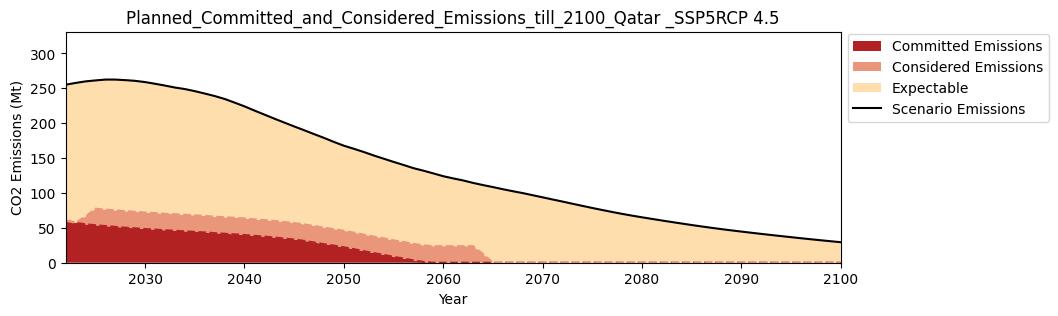 Planned_Committed_and_Considered_Emissions_till_2100_Qatar _SSP5RCP 4.5
CO2 Emissions (Mt)
300
250
200
150
100
50
0
2030 2040 2050 2060 2070 2080 2090 2100
Year
Committed Emissions
Considered Emissions
Expectable
Scenario Emissions